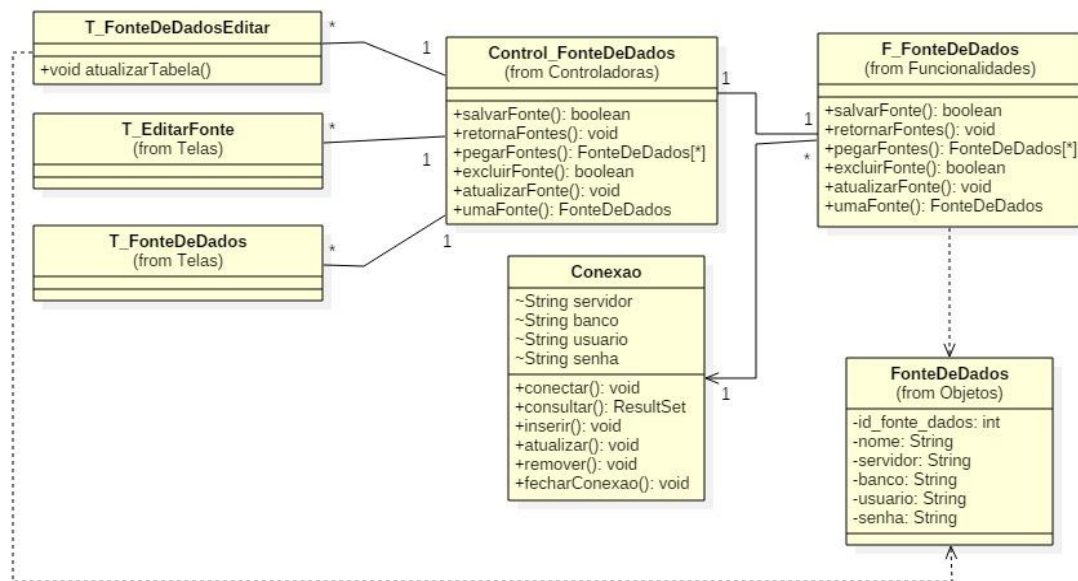 T_FonteDeDadosEditar
+void atualizarTabela()
*
1
T_EditarFonte
(from Telas)
*
1
T_FonteDeDados
(from Telas)
*
1
Control_FonteDeDados
(from Controladoras)
+salvarFonte(): boolean
+retornaFontes(): void
+pegarFontes(): FonteDeDados[*]
+excluirFonte(): boolean
+atualizarFonte(): void
+umaFonte(): FonteDeDados
1
1
*
F_FonteDeDados
(from Funcionalidades)
+salvarFonte(): boolean
+retornarFontes(): void
+pegarFontes(): FonteDeDados[*]
+excluirFonte(): boolean
+atualizarFonte(): void
+umaFonte(): FonteDeDados
Conexao
~String servidor
~String banco
~String usuario
~String senha
+conectar(): void
+consultar(): ResultSet
+inserir(): void
+atualizar(): void
+remover(): void
+fecharConexao(): void
1
FonteDeDados
(from Objetos)
-id_fonte_dados: int
-nome: String
-servidor: String
-banco: String
-usuario: String
-senha: String